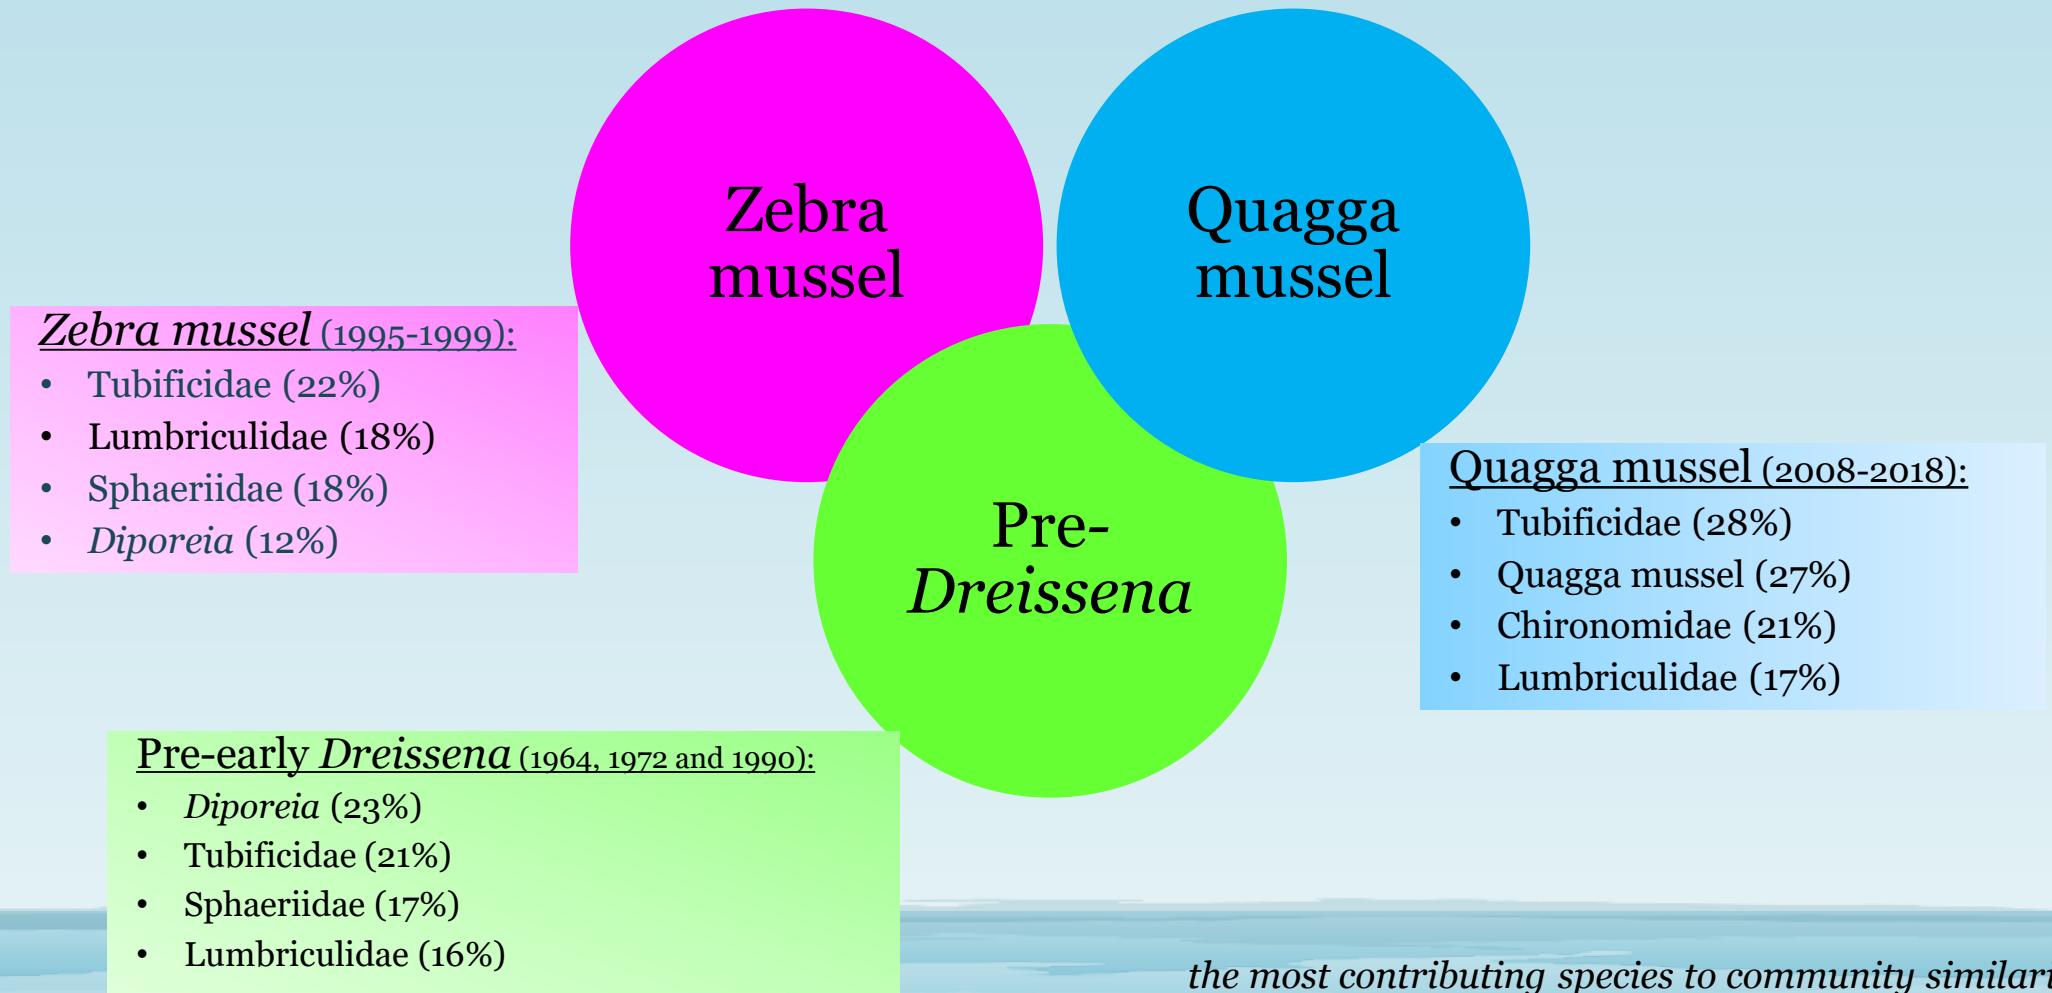 Zebra
mussel
Quagga
mussel
Pre-
Dreissena
Zebra mussel (1995-1999):
• Tubificidae (22%)
• Lumbriculidae (18%)
• Sphaeriidae (18%)
• Diporeia (12%)
Quagga mussel (2008-2018):
• Tubificidae (28%)
• Quagga mussel (27%)
• Chironomidae (21%)
• Lumbriculidae (17%)
Pre-early Dreissena (1964, 1972 and 1990):
• Diporeia (23%)
• Tubificidae (21%)
• Sphaeriidae (17%)
• Lumbriculidae (16%)
the most contributing species to community